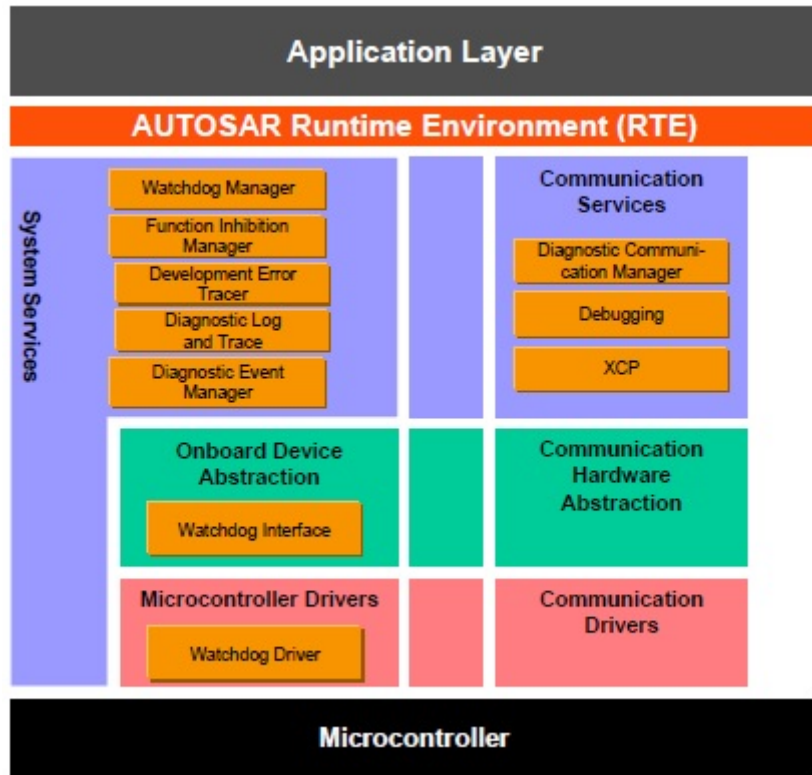 Application Layer
AUTOSAR Runtime Environment (RTE)
System Services
Watchdog Manager
Function Inhibition
Manager
Development Error
Tracer
Diagnostic Log
and Trace
Diagnostic Event
Manager
Communication
Services
Diagnostic Communi-
cation Manager
Debugging
XCP
Onboard Device
Abstraction
Watchdog Interface
Communication
Hardware
Abstraction
Microcontroller Drivers
Watchdog Driver
Communication
Drivers
Microcontroller